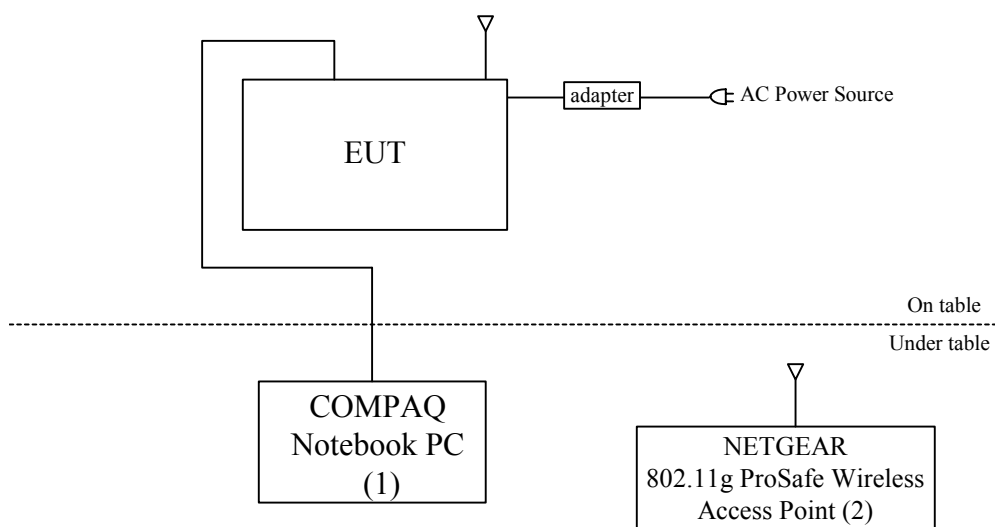 adapter
AC Power Source
EUT
On table
Under table
COMPAQ
Notebook PC
(1)
NETGEAR
802.11g ProSafe Wireless
Access Point (2)